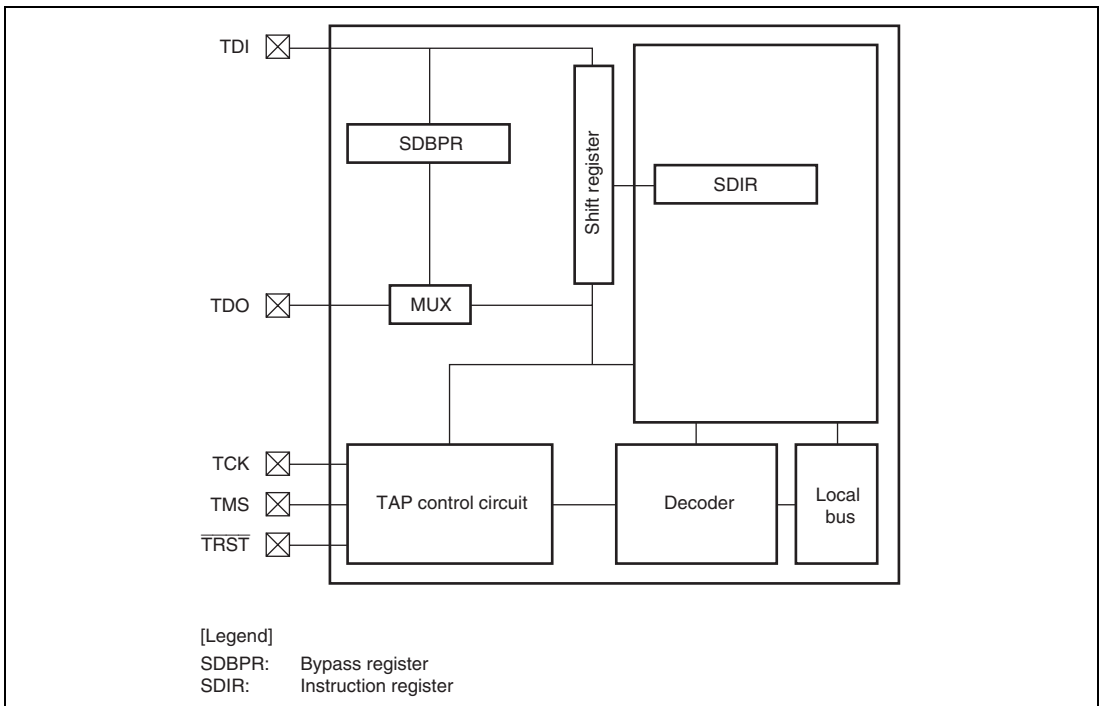 TDI
SDBPR
Shift register
SDIR
TDO
MUX
TCK
TMS
TRST
TAP control circuit
Decoder
Local
bus
[Legend]
SDBPR: Bypass register
SDIR: Instruction register